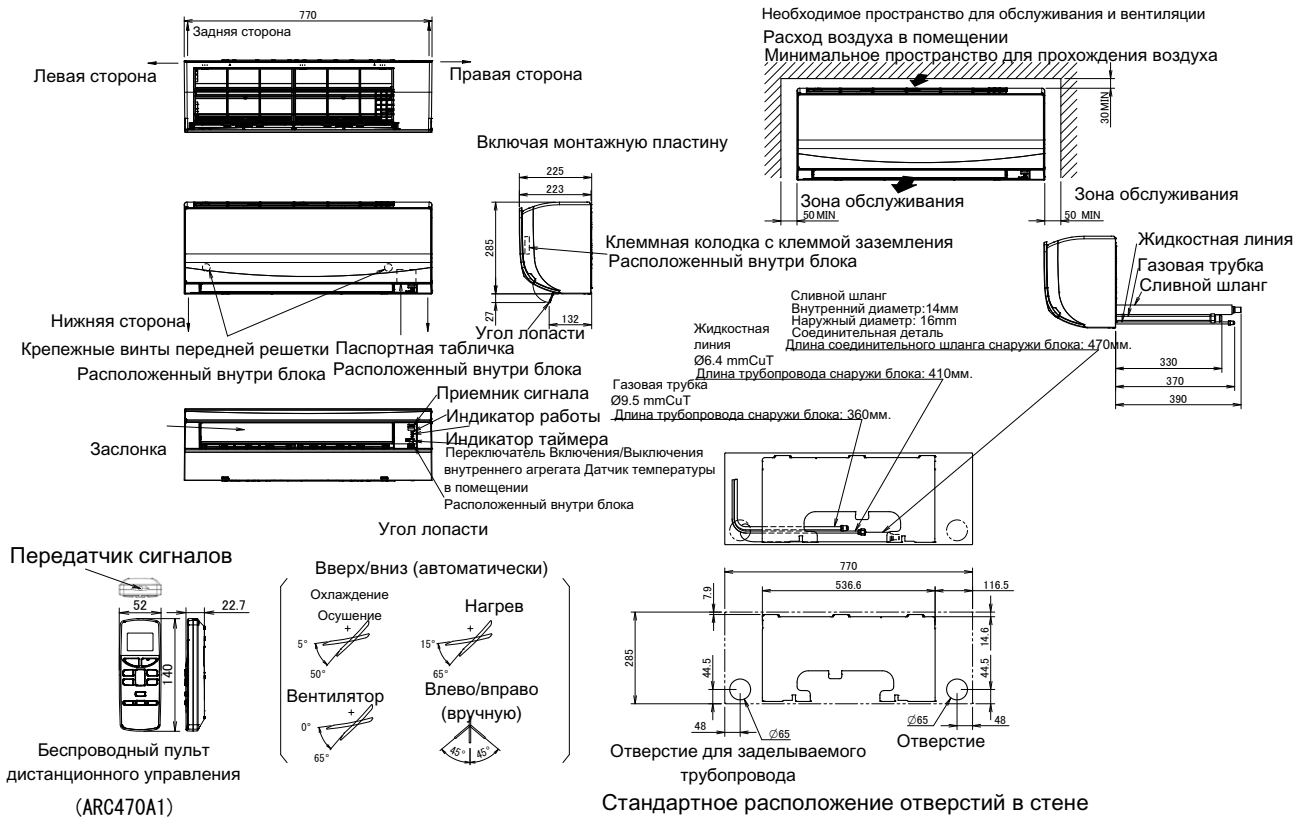 770
Задняя сторона
Левая сторона
Правая сторона
Необходимое пространство для обслуживания и вентиляции
Расход воздуха в помещении
Минимальное пространство для прохождения воздуха
30 MIN
Зона обслуживания
50 MIN
Зона обслуживания
50 MIN
Включая монтажную пластину
225
223
285
27
132
Клеммная колодка с клеммой заземления
Расположенный внутри блока
Угол лопасти
Нижняя сторона
Крепежные винты передней решетки
Расположенный внутри блока
Паспортная табличка
Расположенный внутри блока
Жидкостная линия
Газовая трубка
Сливной шланг
330
370
390
Сливной шланг
Внутренний диаметр:14мм
Наружный диаметр: 16mm
Соединительная деталь
Длина соединительного шланга снаружи блока: 470мм.
Жидкостная
линия
Ø6.4 mmCuT
Длина трубопровода снаружи блока: 410мм.
Газовая трубка
Ø9.5 mmCuT
Длина трубопровода снаружи блока: 360мм.
Заслонка
Приемник сигнала
Индикатор работы
Индикатор таймера
Переключатель Включения/Выключения
внутреннего агрегата Датчик температуры
в помещении
Расположенный внутри блока
Передатчик сигналов
52
22.7
140
Беспроводный пульт
дистанционного управления
(ARC470A1)
Угол лопасти
Вверх/вниз (автоматически)
Охлаждение
Осушение
+
5°
50°
Нагрев
+
15°
65°
Вентилятор
+
0°
65°
Влево/вправо
(вручную)
45°
45°
770
536.6
116.5
7.9
285
44.5
14.6
44.5
48
Ø65
Ø65
48
Отверстие для заделываемого
трубопровода
Отверстие
Стандартное расположение отверстий в стене